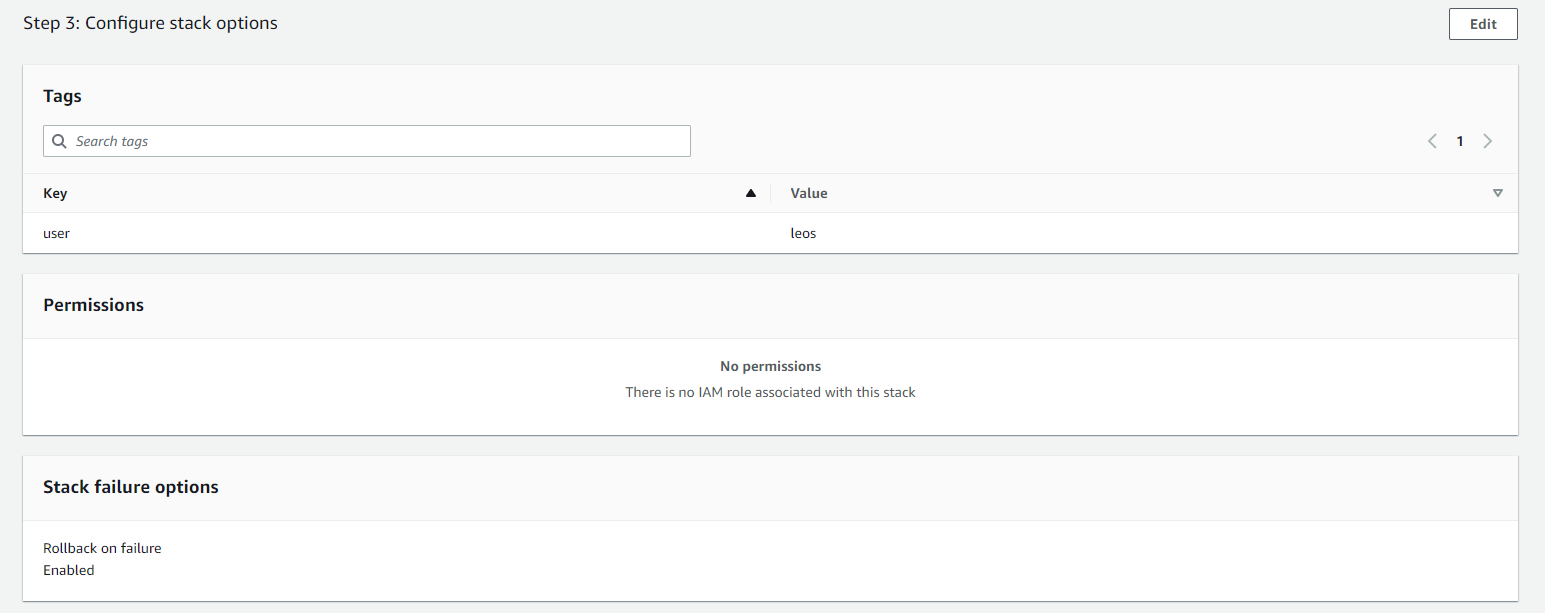 Step 3: Configure stack options
Edit
Tags
Search tags
1
Key Value
user leos
Permissions
No permissions
There is no IAM role associated with this stack
Stack failure options
Rollback on failure
Enabled